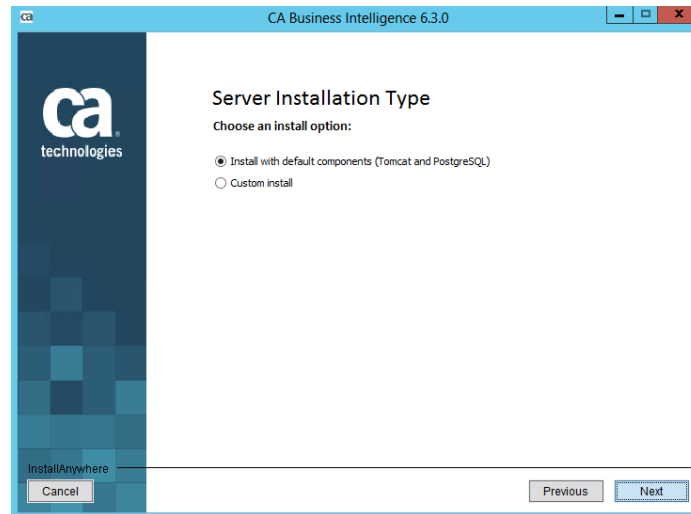 ca
CA Business Intelligence 6.3.0
ca
technologies
Server Installation Type
Choose an install option:
Install with default components (Tomcat and PostgreSQL)
Custom install
InstallAnywhere
Cancel
Previous
Next